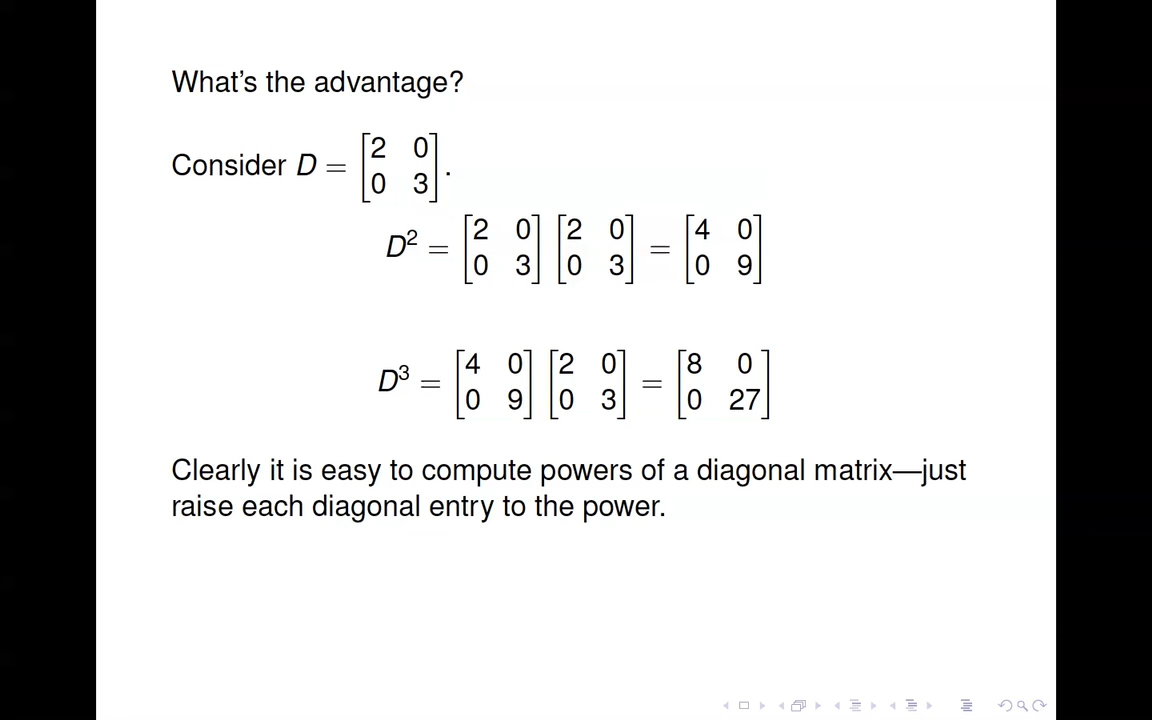 What's the advantage?
Consider D = [2 0
0 3].
D² = [2 0
0 3] [2 0
0 3] = [4 0
0 9]
D³ = [4 0
0 9] [2 0
0 3] = [8 0
0 27]
Clearly it is easy to compute powers of a diagonal matrix—just
raise each diagonal entry to the power.